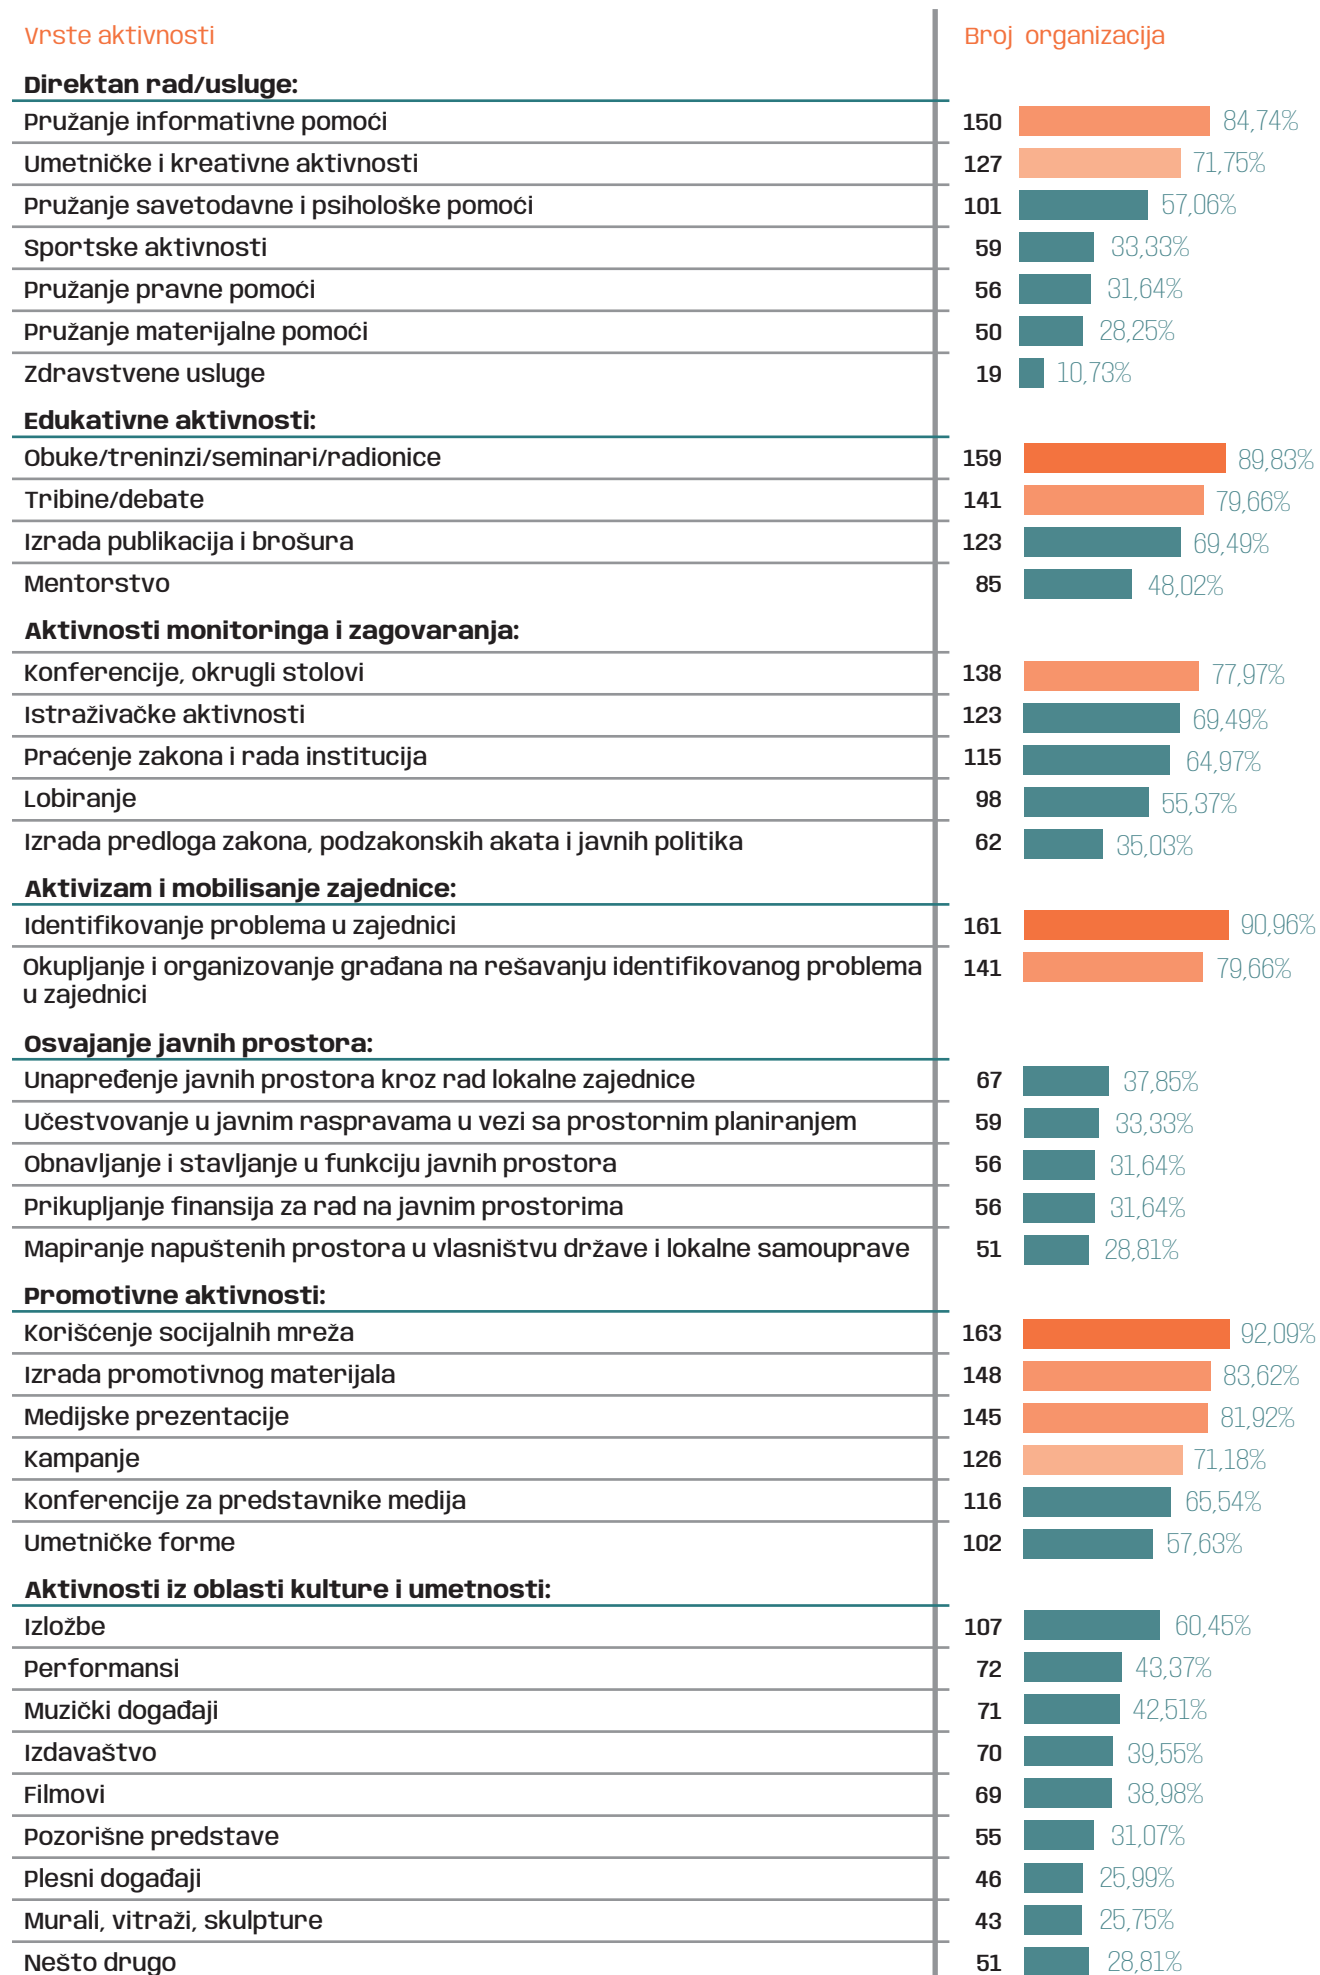 Vrste aktivnosti Broj organizacija
Direktan rad/usluge:
Pružanje informativne pomoći 150 84,74%
Umetničke i kreativne aktivnosti 127 71,75%
Pružanje savetodavne i psihološke pomoći 101 57,06%
Sportske aktivnosti 59 33,33%
Pružanje pravne pomoći 56 31,64%
Pružanje materijalne pomoći 50 28,25%
Zdravstvene usluge 19 10,73%
Edukativne aktivnosti:
Obuke/treninzi/seminari/radionice 159 89,83%
Tribine/debate 141 79,66%
Izrada publikacija i brošura 123 69,49%
Mentorstvo 85 48,02%
Aktivnosti monitoringa i zagovaranja:
Konferencije, okrugli stolovi 138 77,97%
Istraživačke aktivnosti 123 69,49%
Praćenje zakona i rada institucija 115 64,97%
Lobiranje 98 55,37%
Izrada predloga zakona, podzakonskih akata i javnih politika 62 35,03%
Aktivizam i mobilisanje zajednice:
Identifikovanje problema u zajednici 161 90,96%
Okupljanje i organizovanje građana na rešavanju identifikovanog problema 141 79,66%
u zajednici
Osvajanje javnih prostora:
Unapređenje javnih prostora kroz rad lokalne zajednice 67 37,85%
Učestvovanje u javnim raspravama u vezi sa prostornim planiranjem 59 33,33%
Obnavljanje i stavljanje u funkciju javnih prostora 56 31,64%
Prikupljanje finansija za rad na javnim prostorima 56 31,64%
Mapiranje napuštenih prostora u vlasništvu države i lokalne samouprave 51 28,81%
Promotivne aktivnosti:
Korišćenje socijalnih mreža 163 92,09%
Izrada promotivnog materijala 148 83,62%
Medijske prezentacije 145 81,92%
Kampanje 126 71,18%
Konferencije za predstavnike medija 116 65,54%
Umetničke forme 102 57,63%
Aktivnosti iz oblasti kulture i umetnosti:
Izložbe 107 60,45%
Performansi 72 43,37%
Muzički događaji 71 42,51%
Izdavaštvo 70 39,55%
Filmovi 69 38,98%
Pozorišne predstave 55 31,07%
Plesni događaji 46 25,99%
Murali, vitraži, skulpture 43 25,75%
Nešto drugo 51 28,81%